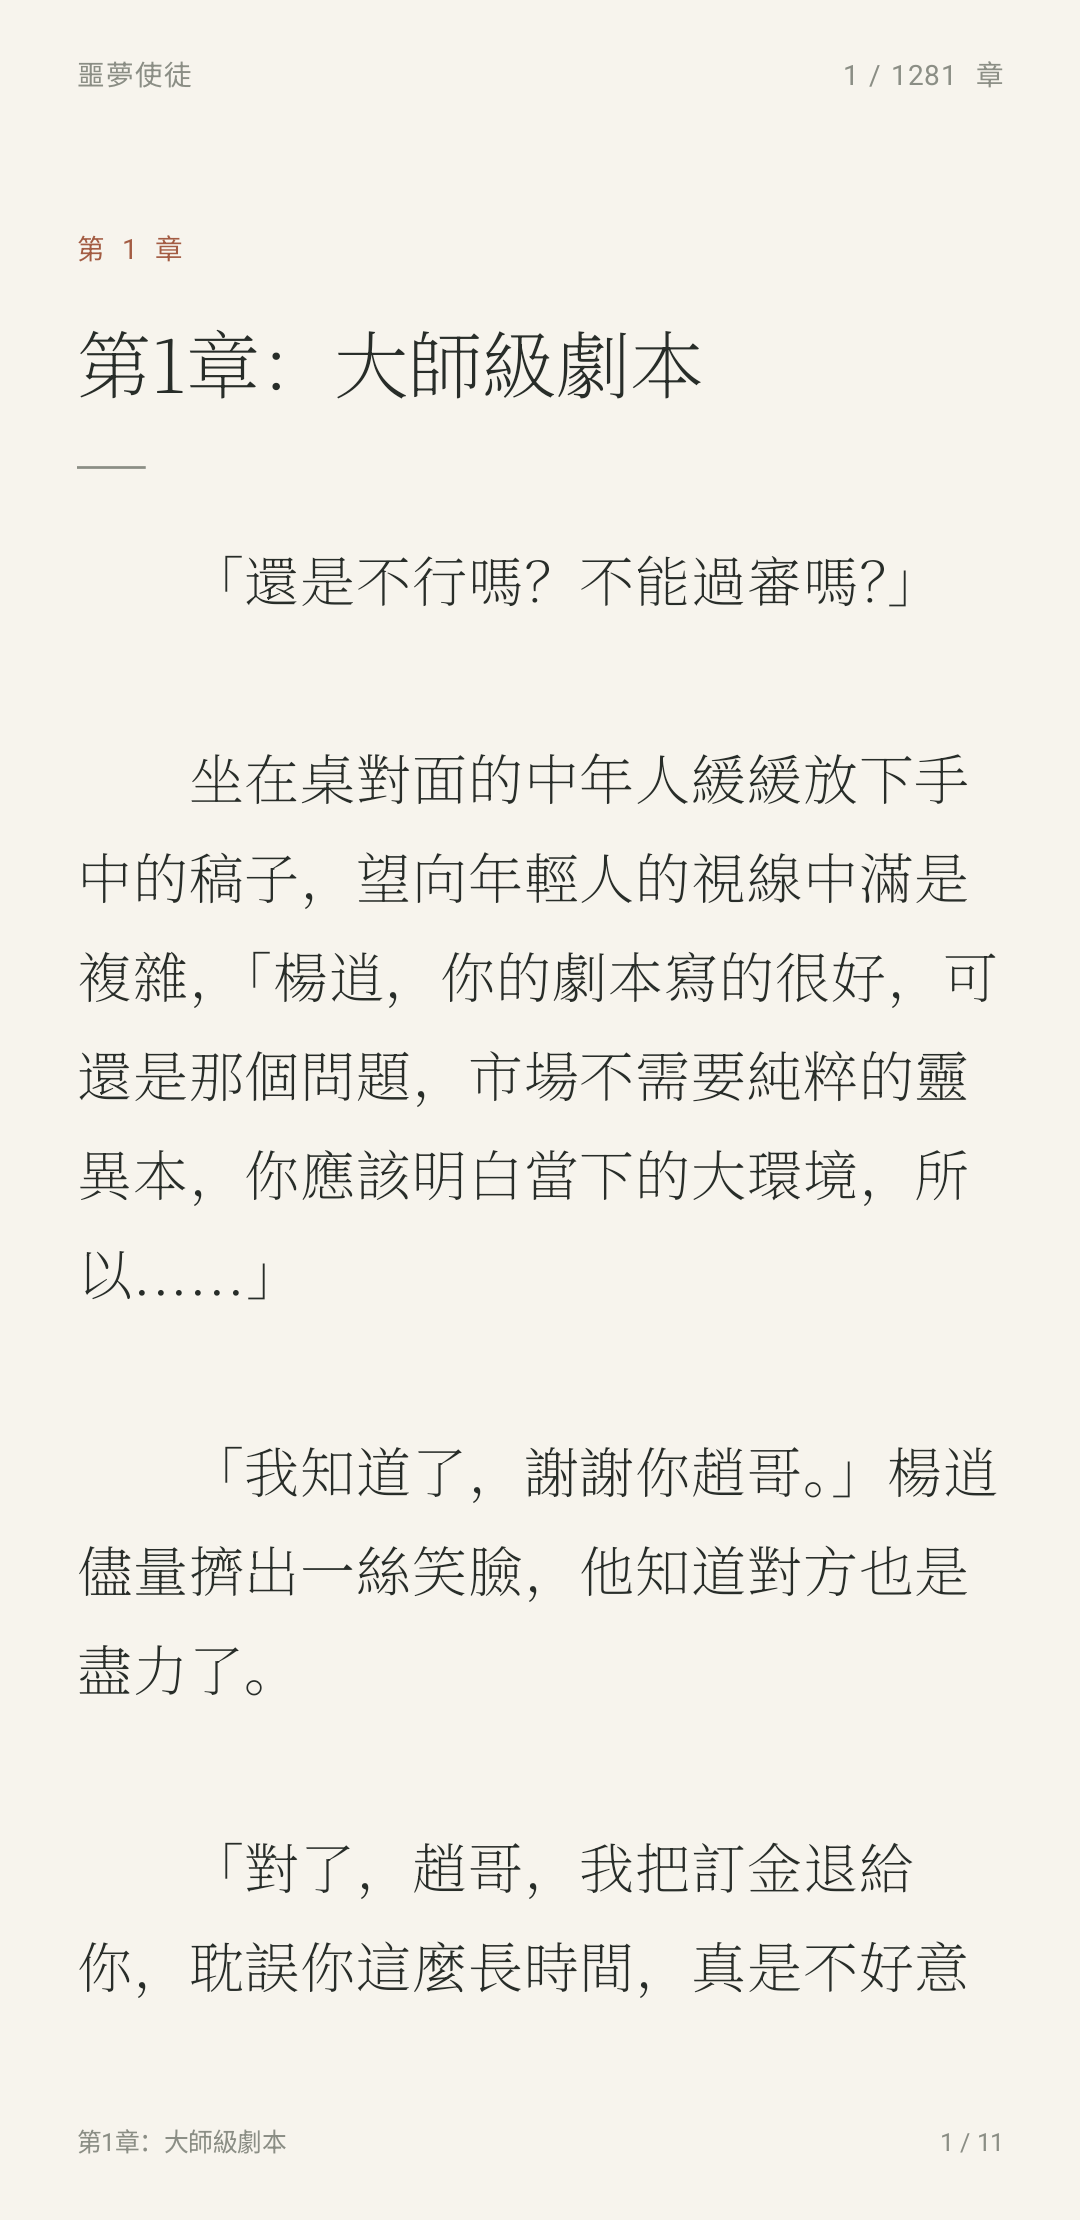 噩夢使徒
1 / 1281 章
第 1 章
第1章：大師級劇本
「還是不行嗎？不能過審嗎？」
坐在桌對面的中年人緩緩放下手
中的稿子，望向年輕人的視線中滿是
複雜，「楊逍，你的劇本寫的很好，可
還是那個問題，市場不需要純粹的靈
異本，你應該明白當下的大環境，所
以......」
「我知道了，謝謝你趙哥。」楊逍
儘量擠出一絲笑臉，他知道對方也是
盡力了。
「對了，趙哥，我把訂金退給
你，耽誤你這麼長時間，真是不好意
第1章：大師級劇本
1 / 11